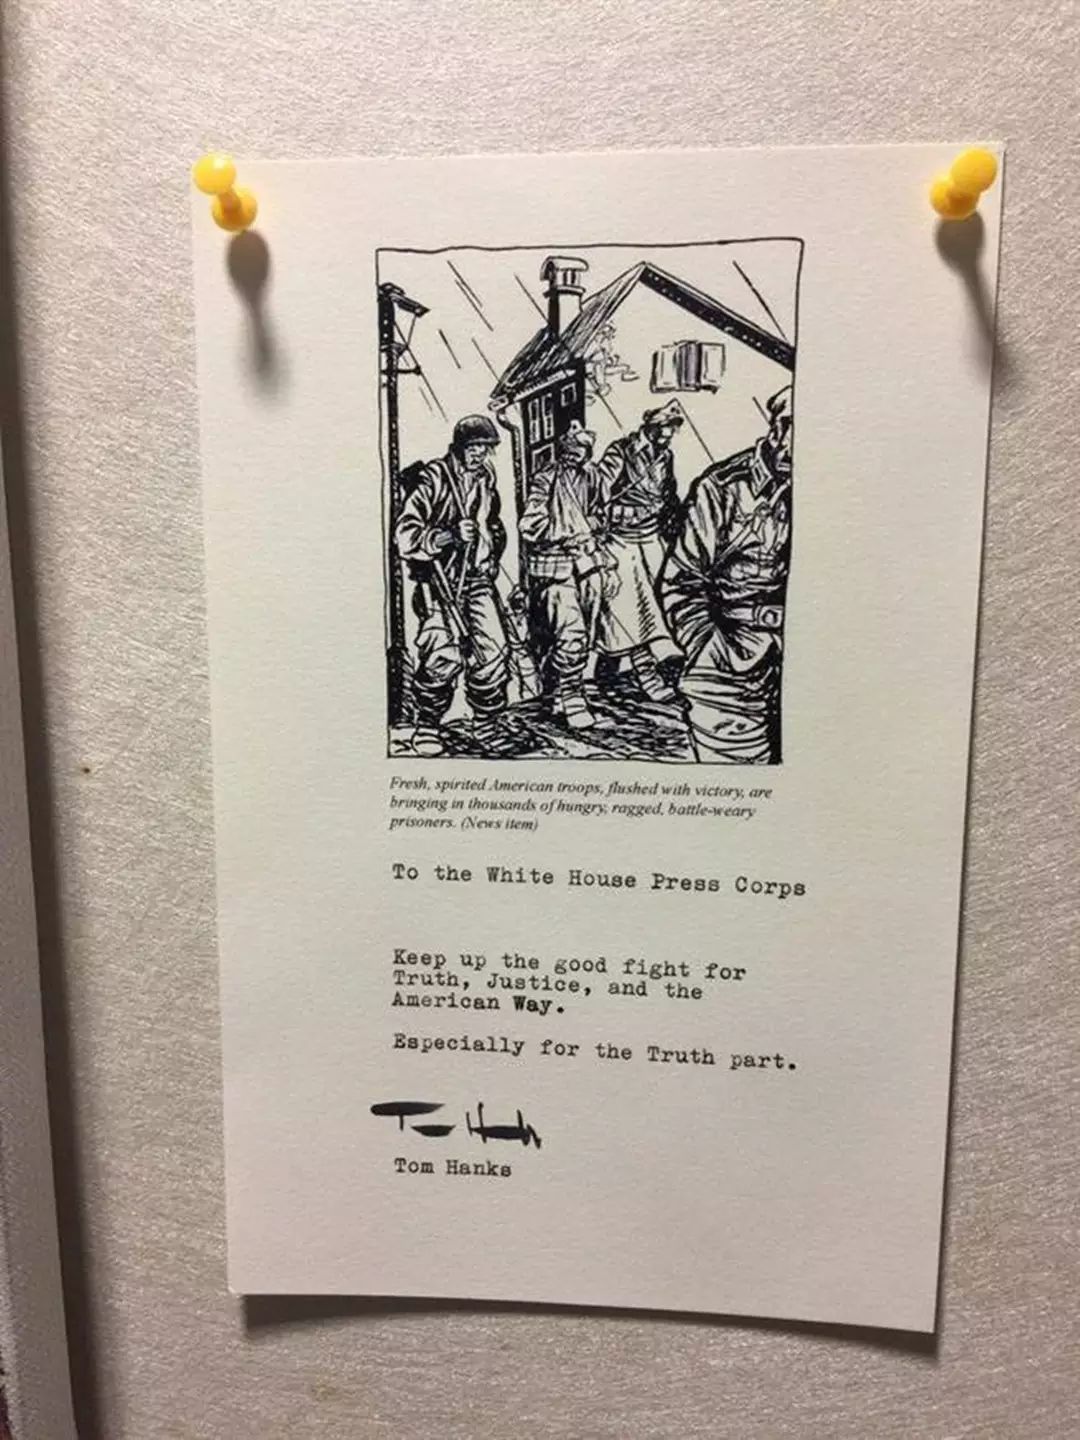 Fresh, spirited American troops, flushed with victory, are
bringing in thousands of hungry, ragged, battle-weary
prisoners. (News item)
To the White House Press Corps
Keep up the good fight for
Truth, Justice, and the
American Way.
Especially for the Truth part.
Tom Hanks
Tom Hanks